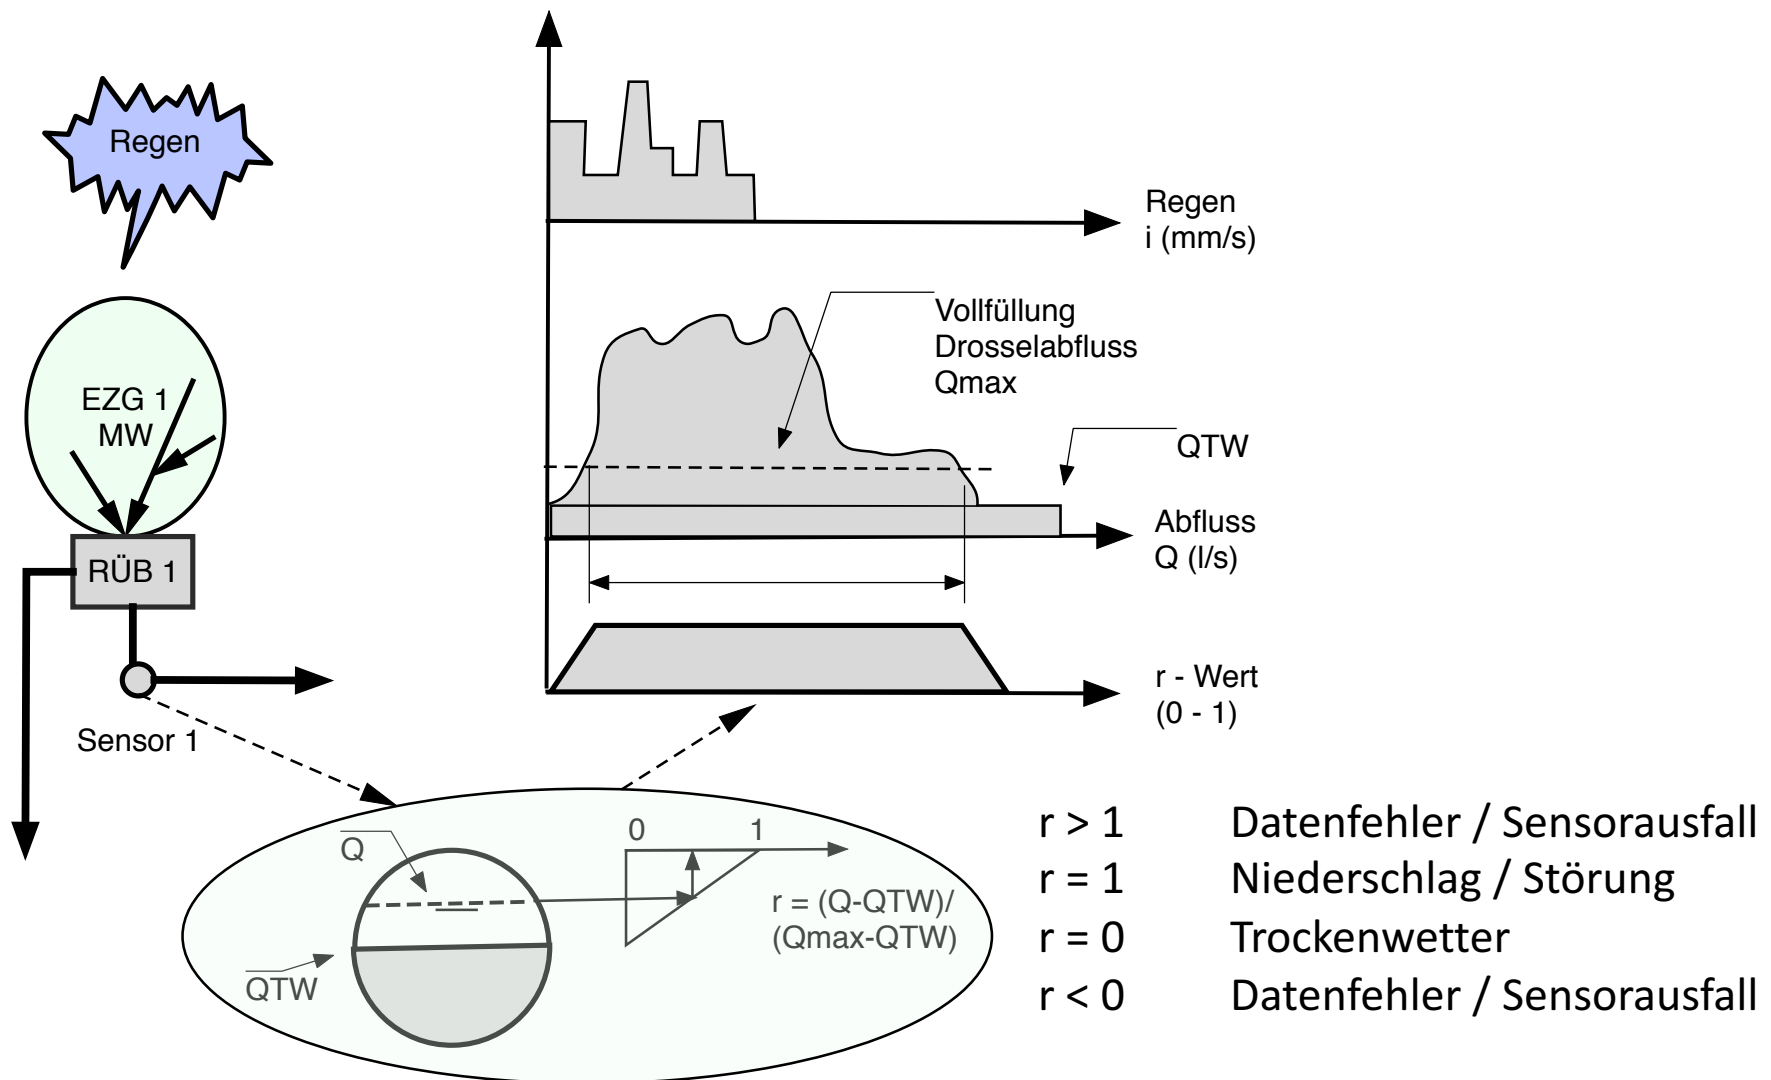 Regen
EZG 1
MW
RÜB 1
Sensor 1
Regen
i (mm/s)
Vollfüllung
Drosselabfluss
Qmax
QTW
Abfluss
Q (l/s)
r - Wert
(0 - 1)
Q
QTW
0 1
r = (Q-QTW)/
(Qmax-QTW)
r > 1 Datenfehler / Sensorausfall
r = 1 Niederschlag / Störung
r = 0 Trockenwetter
r < 0 Datenfehler / Sensorausfall